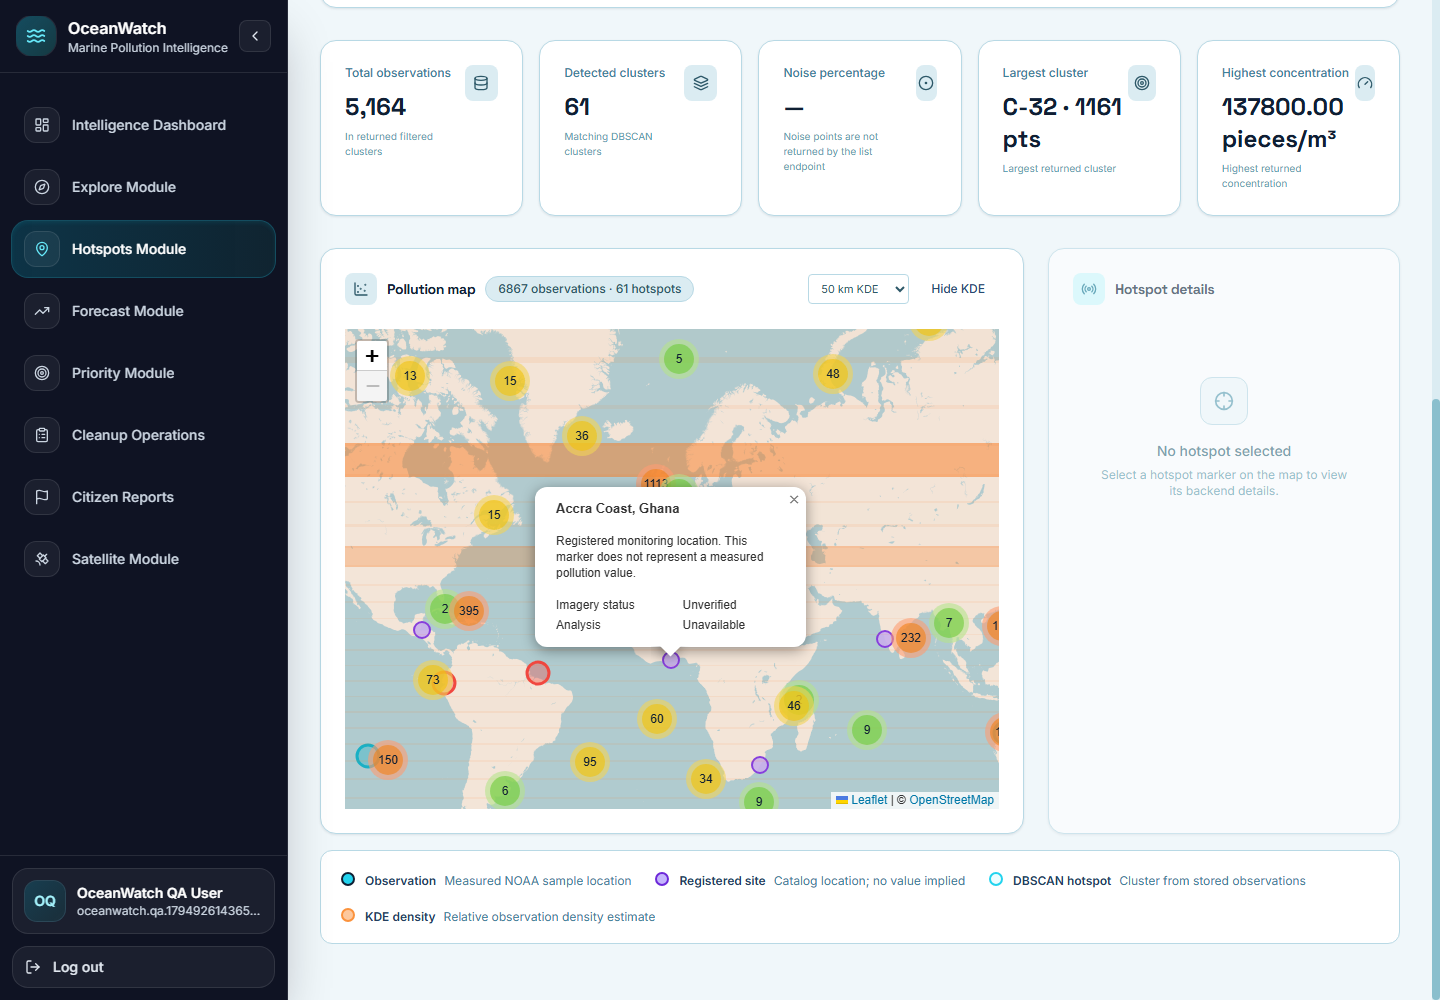 OceanWatch
Marine Pollution Intelligence
Intelligence Dashboard
Explore Module
Hotspots Module
Forecast Module
Priority Module
Cleanup Operations
Citizen Reports
Satellite Module
OQ
OceanWatch QA User
oceanwatch.qa.179492614365...
Log out
Total observations
5,164
In returned filtered
clusters
Detected clusters
61
Matching DBSCAN
clusters
Noise percentage
—
Noise points are not
returned by the list
endpoint
Largest cluster
C-32 · 1161
pts
Largest returned cluster
Highest concentration
137800.00
pieces/m³
Highest returned
concentration
Pollution map
6867 observations · 61 hotspots
50 km KDE
Hide KDE
+
−
13
15
5
48
36
1112
15
Accra Coast, Ghana
×
Registered monitoring location. This
marker does not represent a measured
pollution value.
Imagery status Unverified
Analysis Unavailable
2
395
232
7
73
46
60
9
150
95
34
6
9
Leaflet | © OpenStreetMap
Hotspot details
No hotspot selected
Select a hotspot marker on the map to view
its backend details.
Observation Measured NOAA sample location
Registered site Catalog location; no value implied
DBSCAN hotspot Cluster from stored observations
KDE density Relative observation density estimate